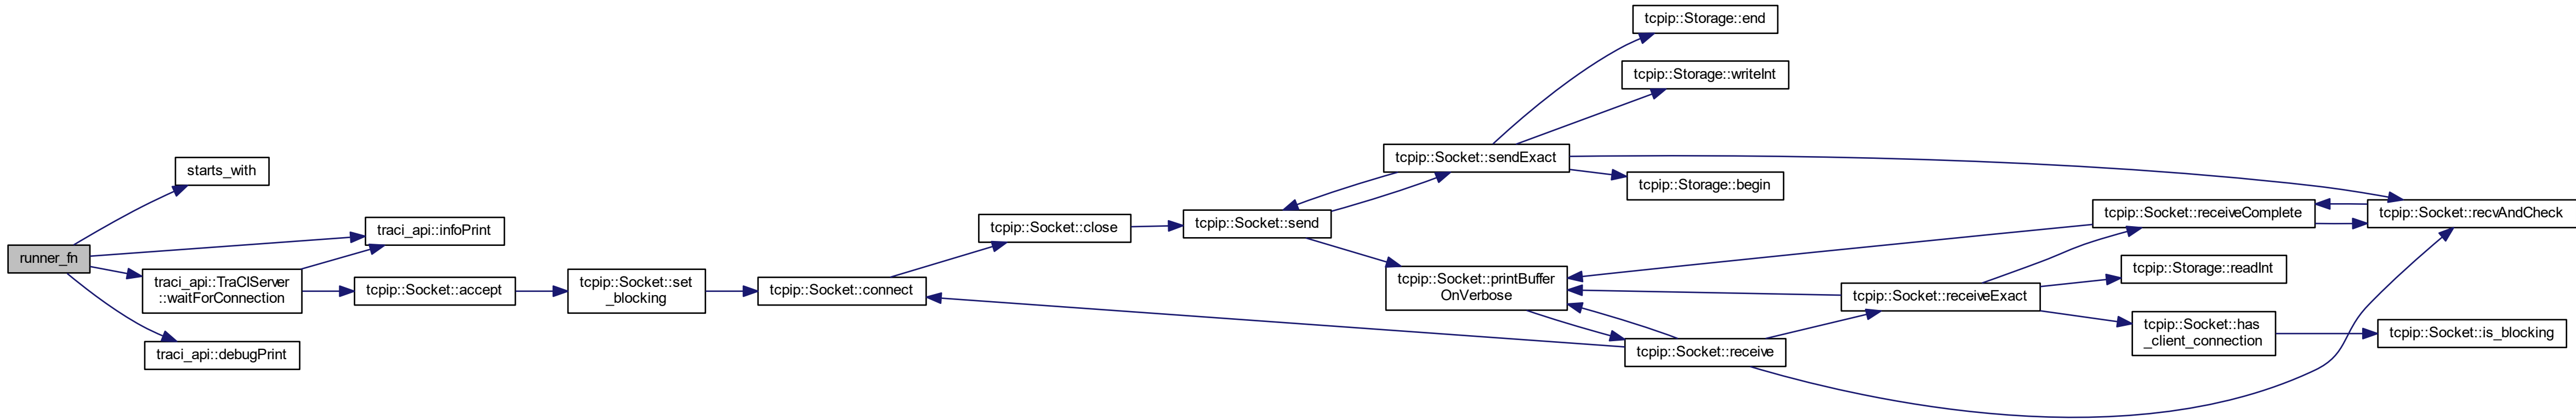 runner_fn
starts_with
traci_api::infoPrint
traci_api::TraCIServer
::waitForConnection
traci_api::debugPrint
tcpip::Socket::accept
tcpip::Socket::set
_blocking
tcpip::Socket::connect
tcpip::Socket::close
tcpip::Socket::send
tcpip::Socket::sendExact
tcpip::Socket::printBuffer
OnVerbose
tcpip::Storage::end
tcpip::Storage::writeInt
tcpip::Storage::begin
tcpip::Socket::receive
tcpip::Socket::receiveExact
tcpip::Socket::receiveComplete
tcpip::Storage::readInt
tcpip::Socket::has
_client_connection
tcpip::Socket::recvAndCheck
tcpip::Socket::is_blocking